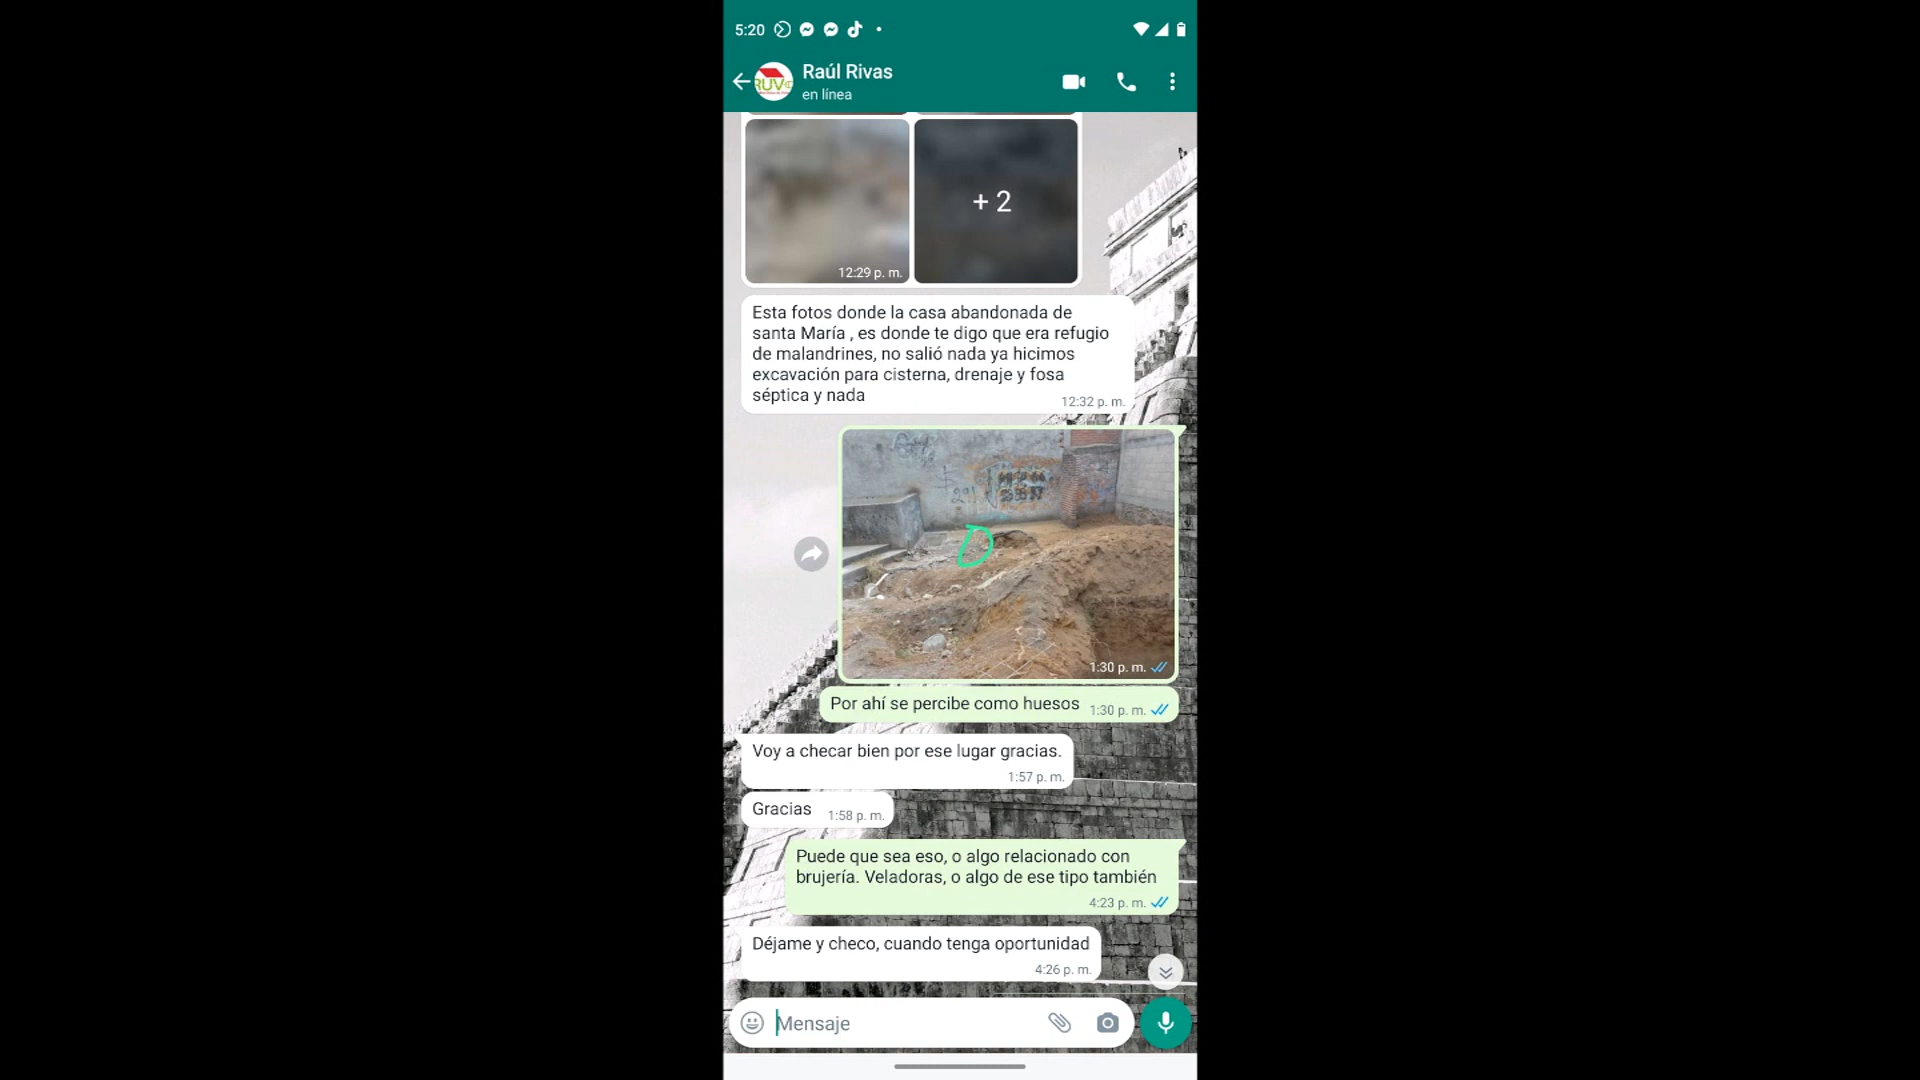 5:20
RUV
Raúl Rivas
en línea
+ 2
12:29 p. m.
Esta fotos donde la casa abandonada de
santa María , es donde te digo que era refugio
de malandrines, no salió nada ya hicimos
excavación para cisterna, drenaje y fosa
séptica y nada
12:32 p. m.
1:30 p. m.
Por ahí se percibe como huesos 1:30 p. m.
Voy a checar bien por ese lugar gracias.
1:57 p. m.
Gracias 1:58 p. m.
Puede que sea eso, o algo relacionado con
brujería. Veladoras, o algo de ese tipo también
4:23 p. m.
Déjame y checo, cuando tenga oportunidad
4:26 p. m.
Mensaje